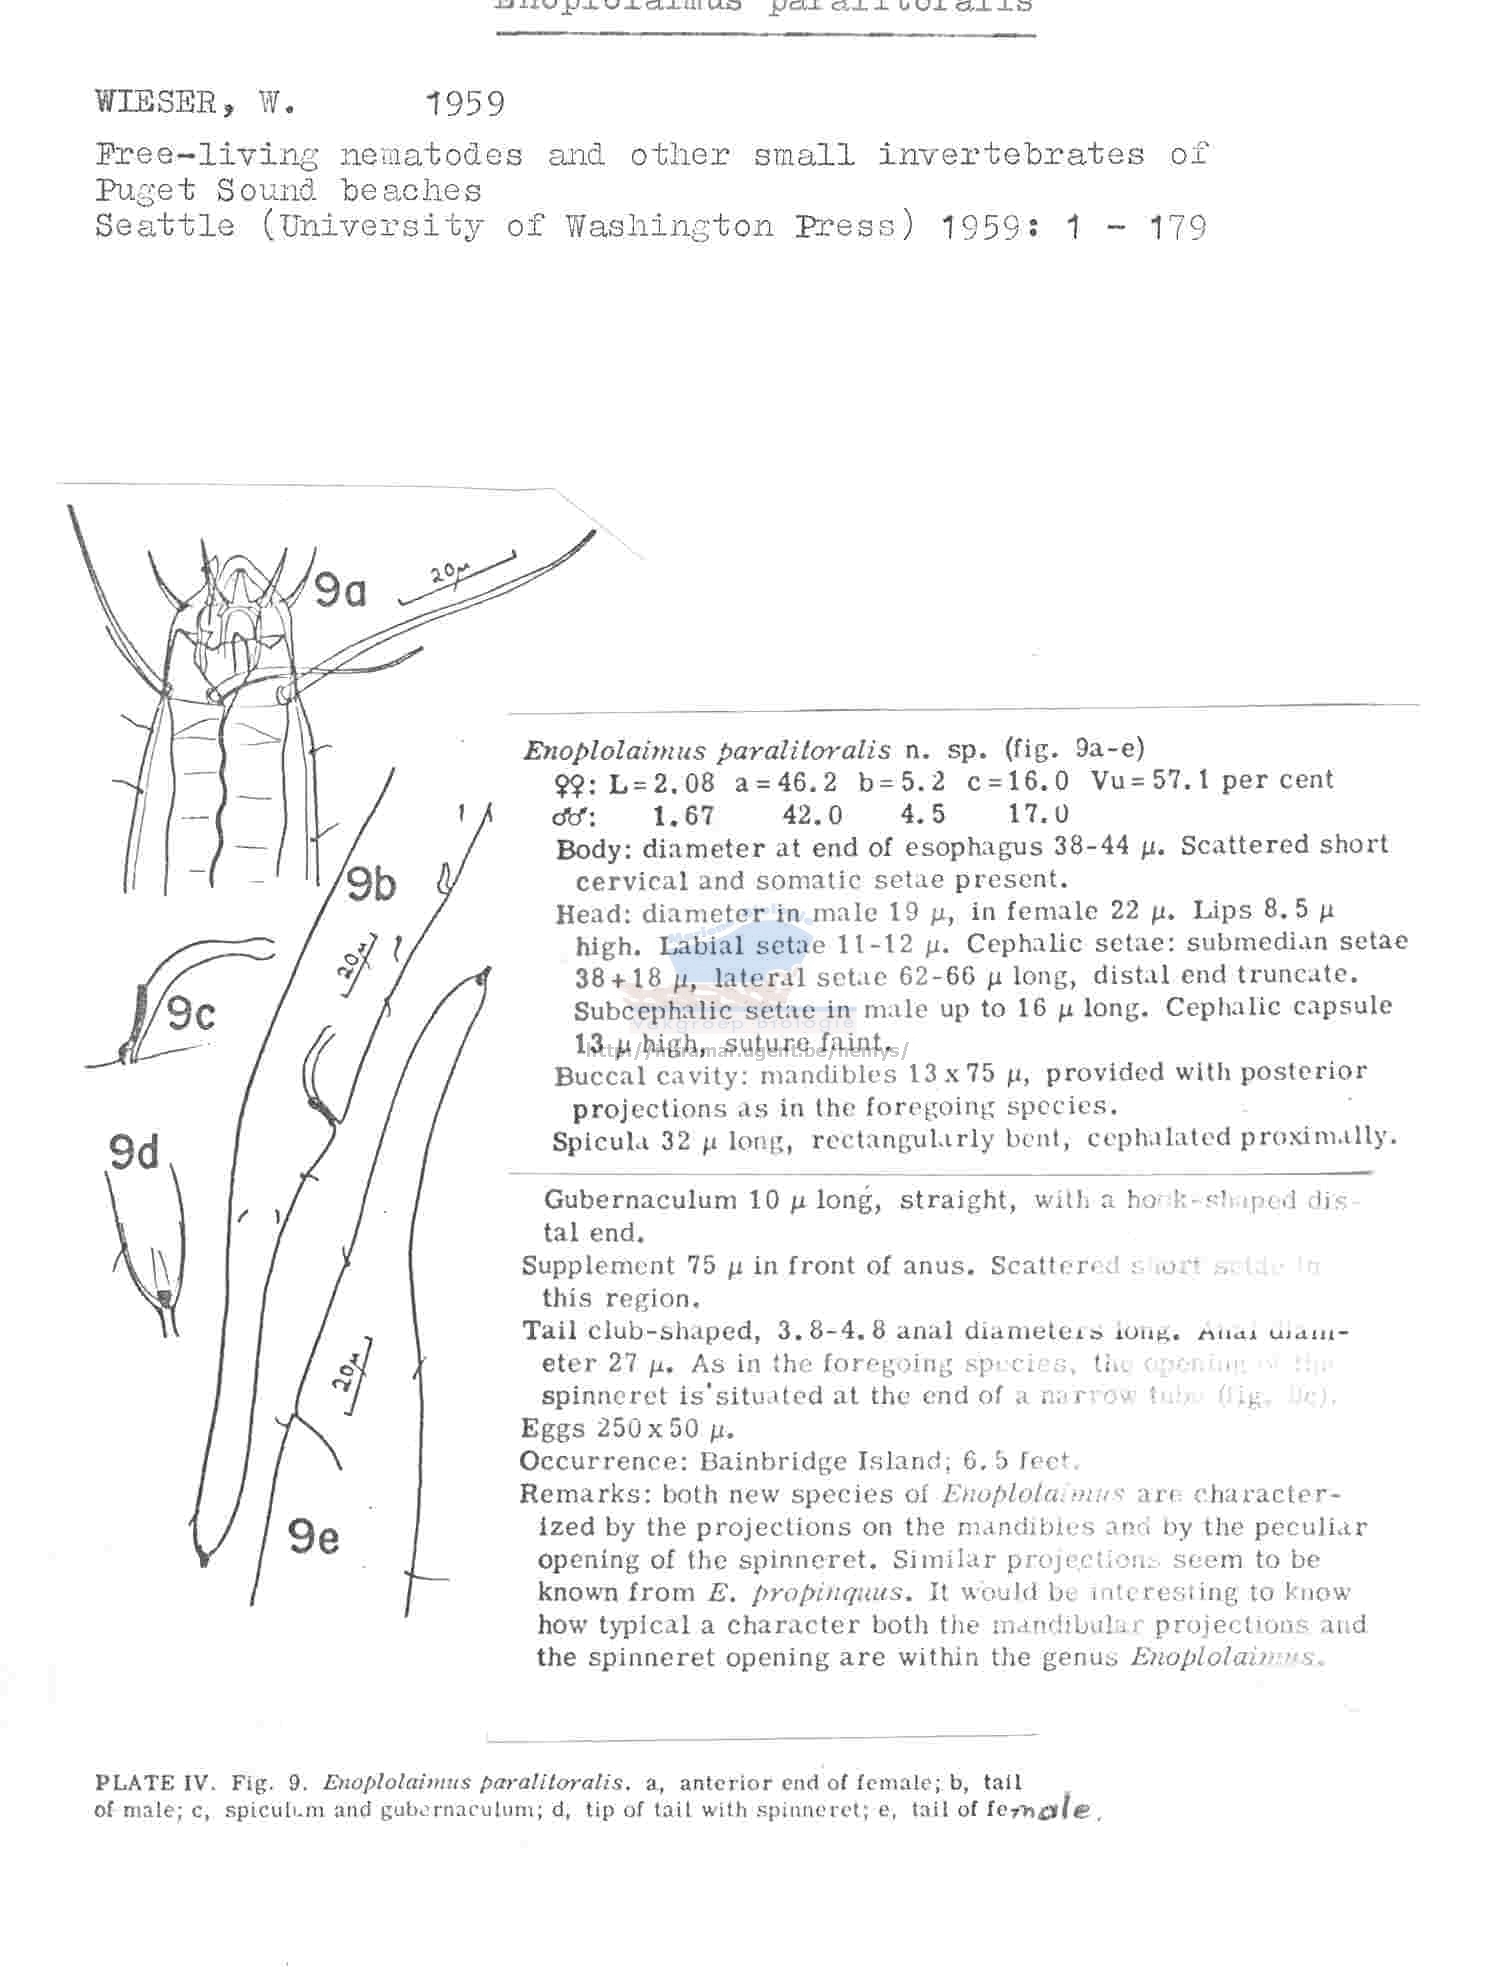 Enoplolaimus paralitoralis
WIESER, W. 1959
Free-living nematodes and other small invertebrates of
Puget Sound beaches
Seattle (University of Washington Press) 1959: 1 - 179
9a
20μ
9b
20μ
9c
9d
20μ
9e
Enoplolaimus paralitoralis n. sp. (fig. 9a-e)
♀♀: L=2.08 a=46.2 b=5.2 c=16.0 Vu=57.1 per cent
♂♂: 1.67 42.0 4.5 17.0
Body: diameter at end of esophagus 38-44 μ. Scattered short
cervical and somatic setae present.
Head: diameter in male 19 μ, in female 22 μ. Lips 8.5 μ
high. Labial setae 11-12 μ. Cephalic setae: submedian setae
38+18 μ, lateral setae 62-66 μ long, distal end truncate.
Subcephalic setae in male up to 16 μ long. Cephalic capsule
Vakgroep Biologie
13 μ high, suture faint.
http://intramar.ugent.be/nemys/
Buccal cavity: mandibles 13x75 μ, provided with posterior
projections as in the foregoing species.
Spicula 32 μ long, rectangularly bent, cephalated proximally.
Gubernaculum 10 μ long, straight, with a hook-shaped dis-
tal end.
Supplement 75 μ in front of anus. Scattered short setae in
this region.
Tail club-shaped, 3.8-4.8 anal diameters long. Anal diam-
eter 27 μ. As in the foregoing species, the opening of the
spinneret is situated at the end of a narrow tube (fig. 9c).
Eggs 250x50 μ.
Occurrence: Bainbridge Island; 6.5 feet.
Remarks: both new species of Enoplolaimus are character-
ized by the projections on the mandibles and by the peculiar
opening of the spinneret. Similar projections seem to be
known from E. propinquus. It would be interesting to know
how typical a character both the mandibular projections and
the spinneret opening are within the genus Enoplolaimus.
PLATE IV. Fig. 9. Enoplolaimus paralitoralis. a, anterior end of female; b, tail
of male; c, spiculum and gubernaculum; d, tip of tail with spinneret; e, tail of female.